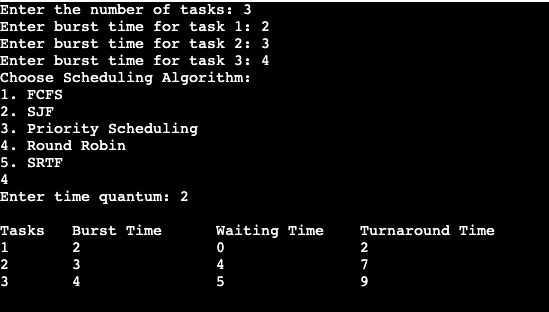 Enter the number of tasks: 3
Enter burst time for task 1: 2
Enter burst time for task 2: 3
Enter burst time for task 3: 4
Choose Scheduling Algorithm:
1. FCFS
2. SJF
3. Priority Scheduling
4. Round Robin
5. SRTF
4
Enter time quantum: 2

Tasks   Burst Time      Waiting Time    Turnaround Time
1       2               0               2
2       3               4               7
3       4               5               9